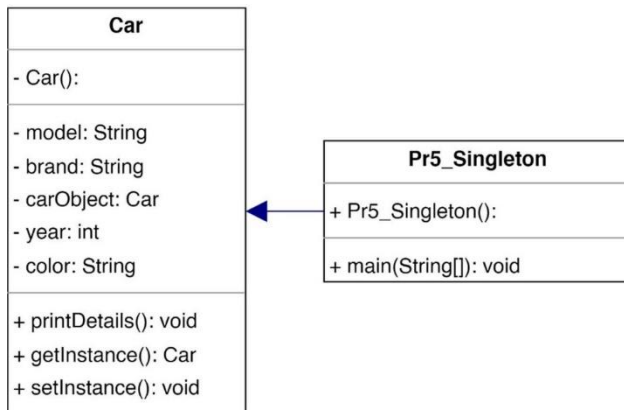 Car
- Car():
- model: String
- brand: String
- carObject: Car
- year: int
- color: String
+ printDetails(): void
+ getInstance(): Car
+ setInstance(): void
Pr5_Singleton
+ Pr5_Singleton():
+ main(String[]): void